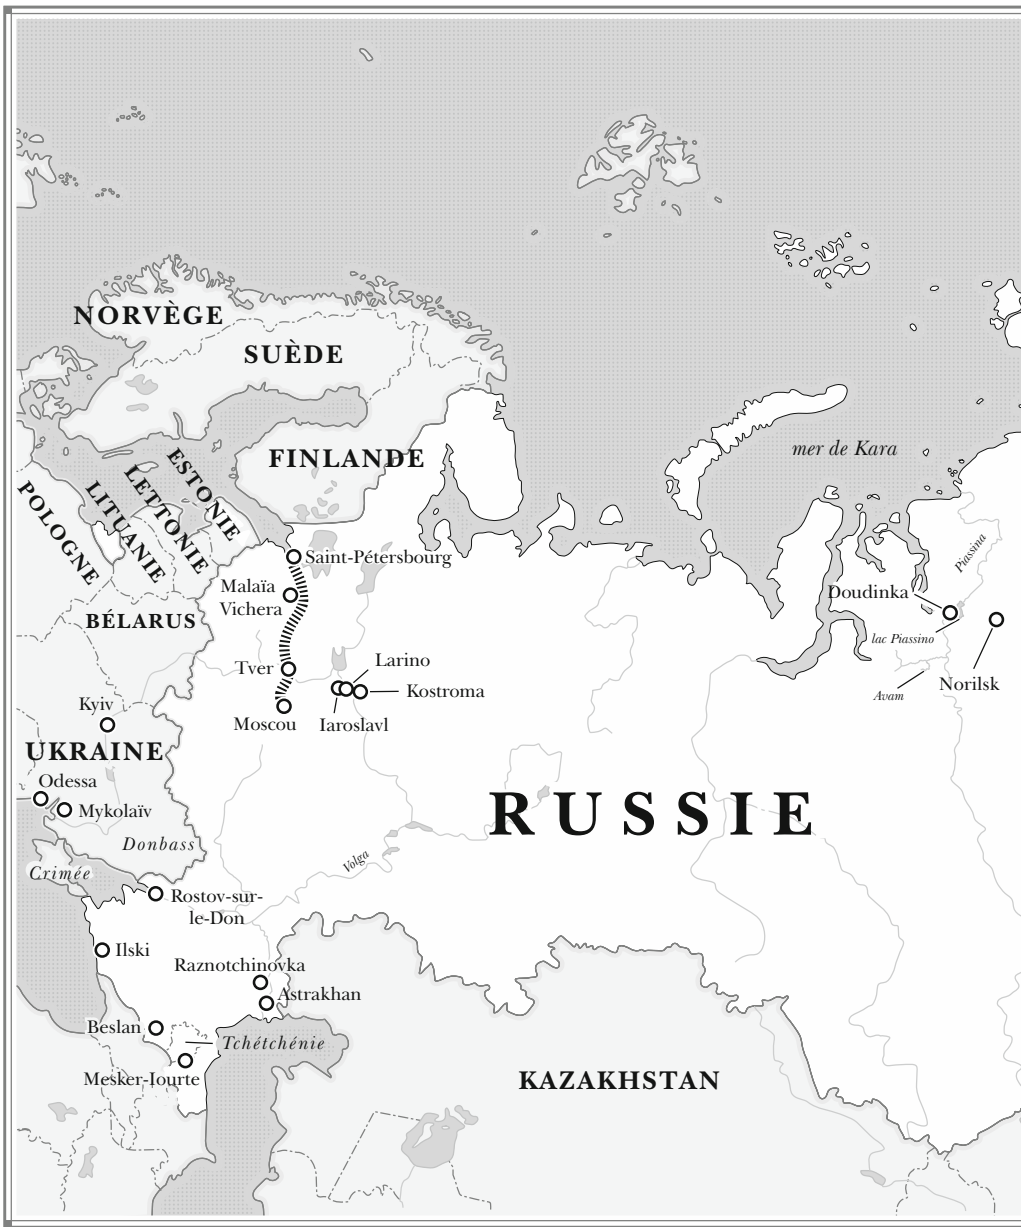 NORVÈGE
SUÈDE
FINLANDE
mer de Kara
ESTONIE
LETTONIE
LITUANIE
POLOGNE
Saint-Pétersbourg
Piassina
Malaïa
Vichera
Doudinka
BÉLARUS
lac Piassino
Tver
Larino
Kostroma
Norilsk
Avam
Kyiv
Moscou
Iaroslavl
UKRAINE
Odessa
Mykolaïv
RUSSIE
Donbass
Volga
Crimée
Rostov-sur-
le-Don
Ilski
Raznotchinovka
Astrakhan
Beslan
Tchétchénie
Mesker-Iourte
KAZAKHSTAN